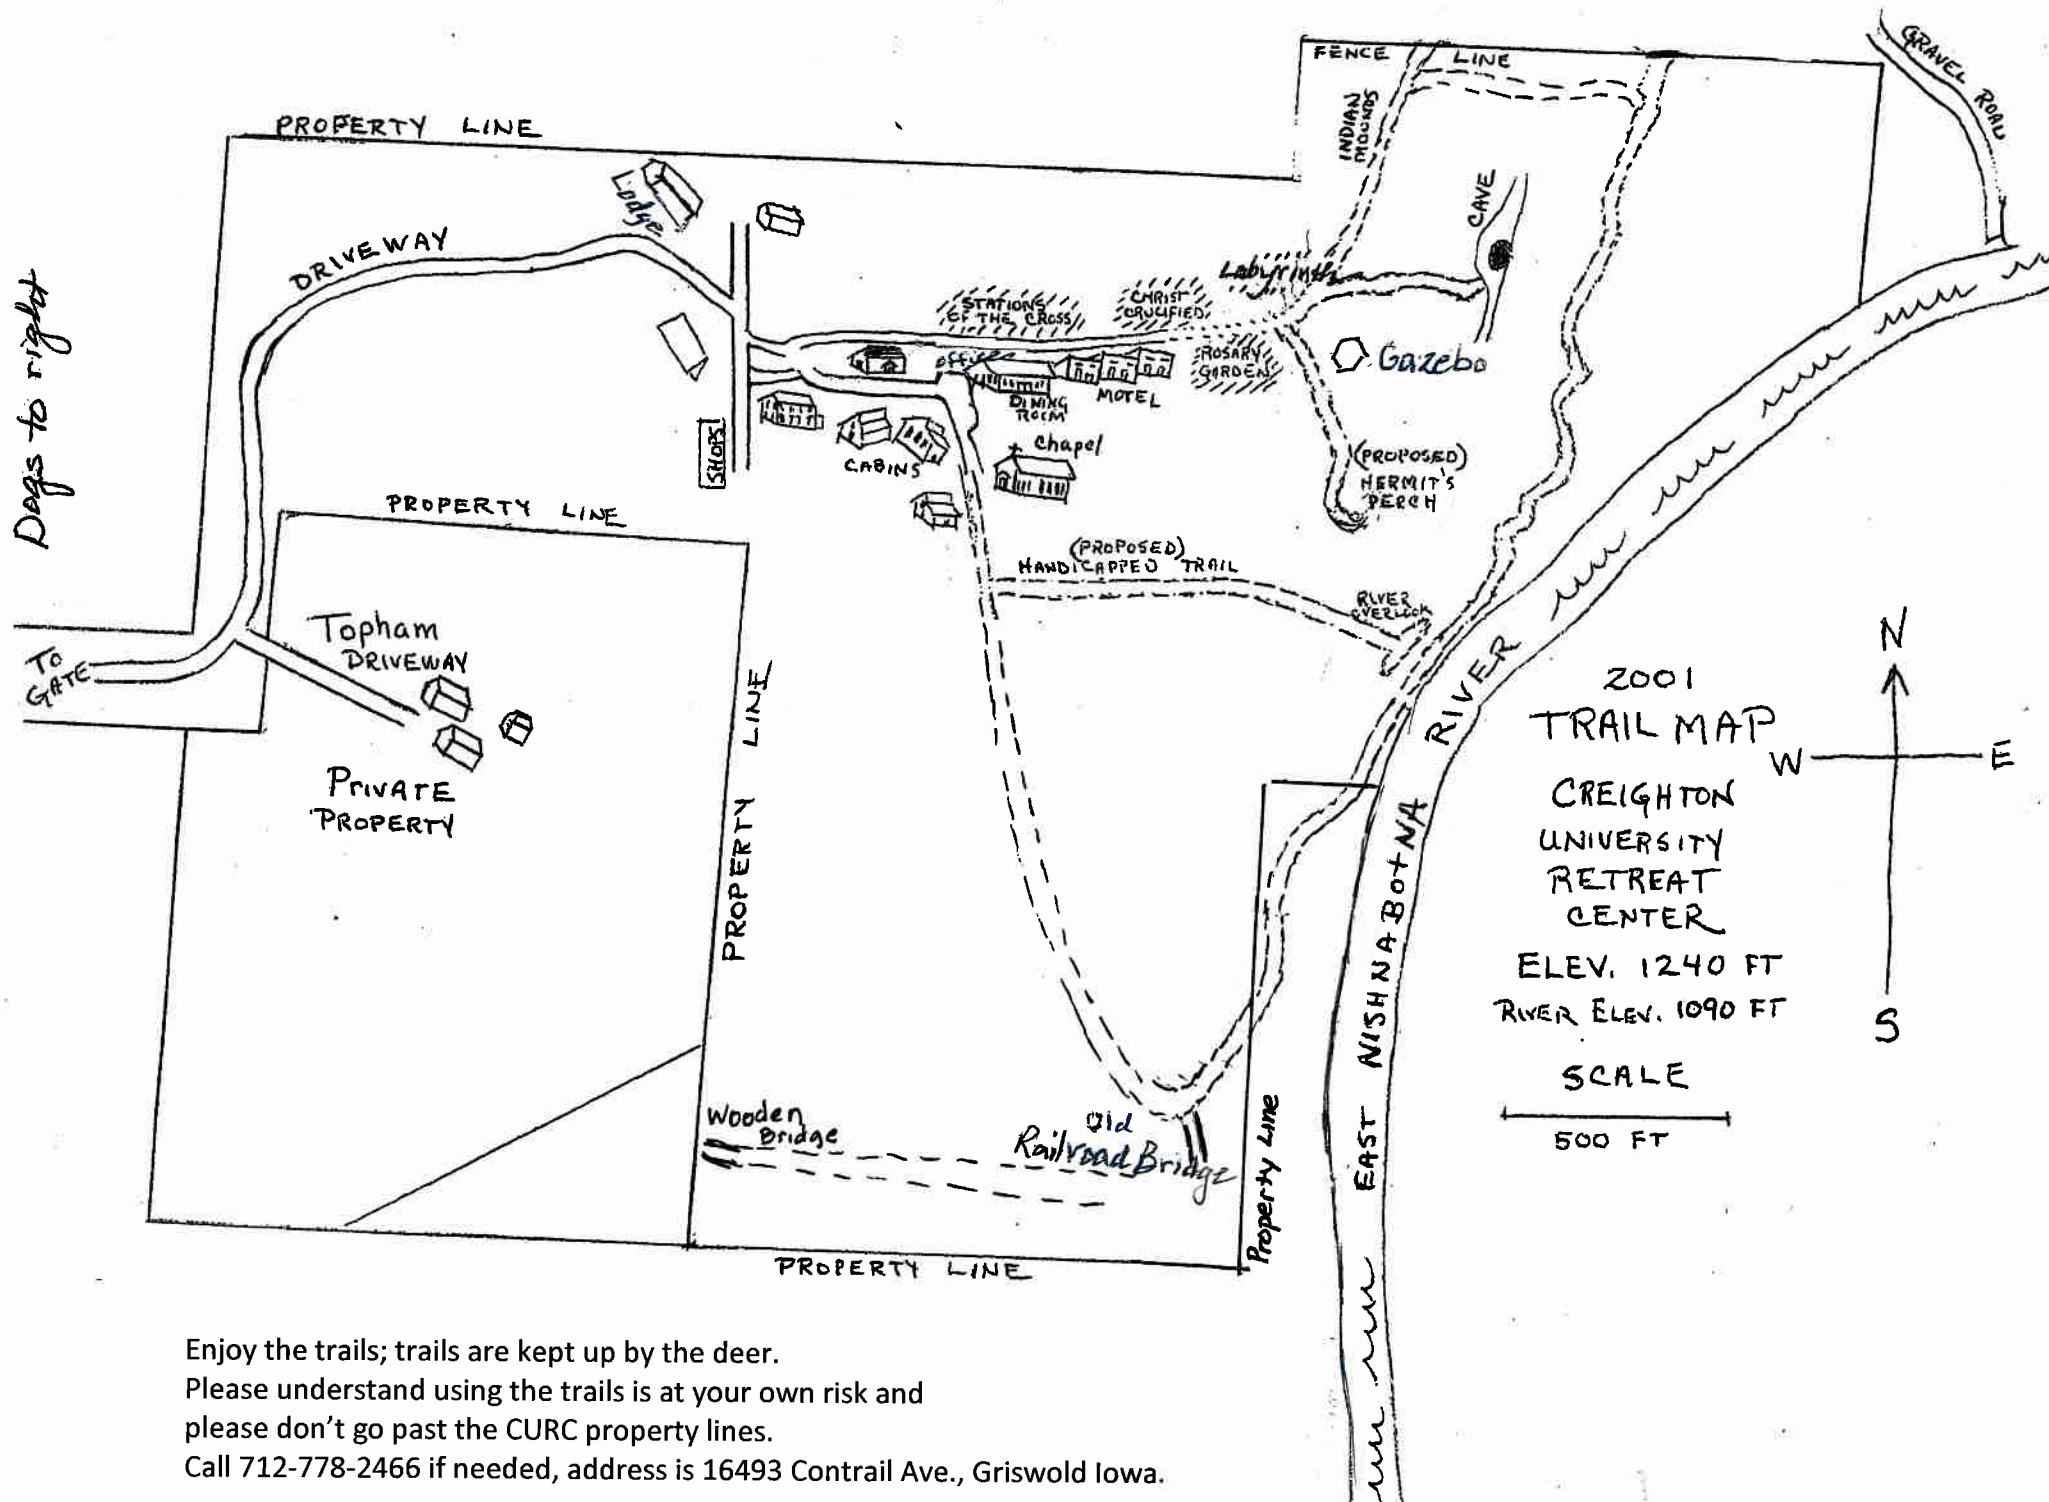 FENCE LINE
GRAVEL ROAD
PROPERTY LINE
INDIAN
MOUNDS
Lodge
CAVE
DRIVEWAY
Dogs to right
Labyrinth
STATIONS
OF THE CROSS
CHRIST
CRUCIFIED
offices
ROSARY
GARDEN
Gazebo
DINING
ROOM
MOTEL
SHOPS
CABINS
Chapel
(PROPOSED)
HERMIT'S
PERCH
PROPERTY LINE
(PROPOSED)
HANDICAPPED TRAIL
RIVER
OVERLOOK
TO
GATE
Topham
DRIVEWAY
PRIVATE
PROPERTY
PROPERTY LINE
EAST NISHNABOTNA RIVER
N
W E
S
2001
TRAIL MAP
CREIGHTON
UNIVERSITY
RETREAT
CENTER
ELEV. 1240 FT
RIVER ELEV. 1090 FT
SCALE
500 FT
Wooden
Bridge
Old
Railroad Bridge
Property Line
PROPERTY LINE
Enjoy the trails; trails are kept up by the deer.
Please understand using the trails is at your own risk and
please don't go past the CURC property lines.
Call 712-778-2466 if needed, address is 16493 Contrail Ave., Griswold Iowa.